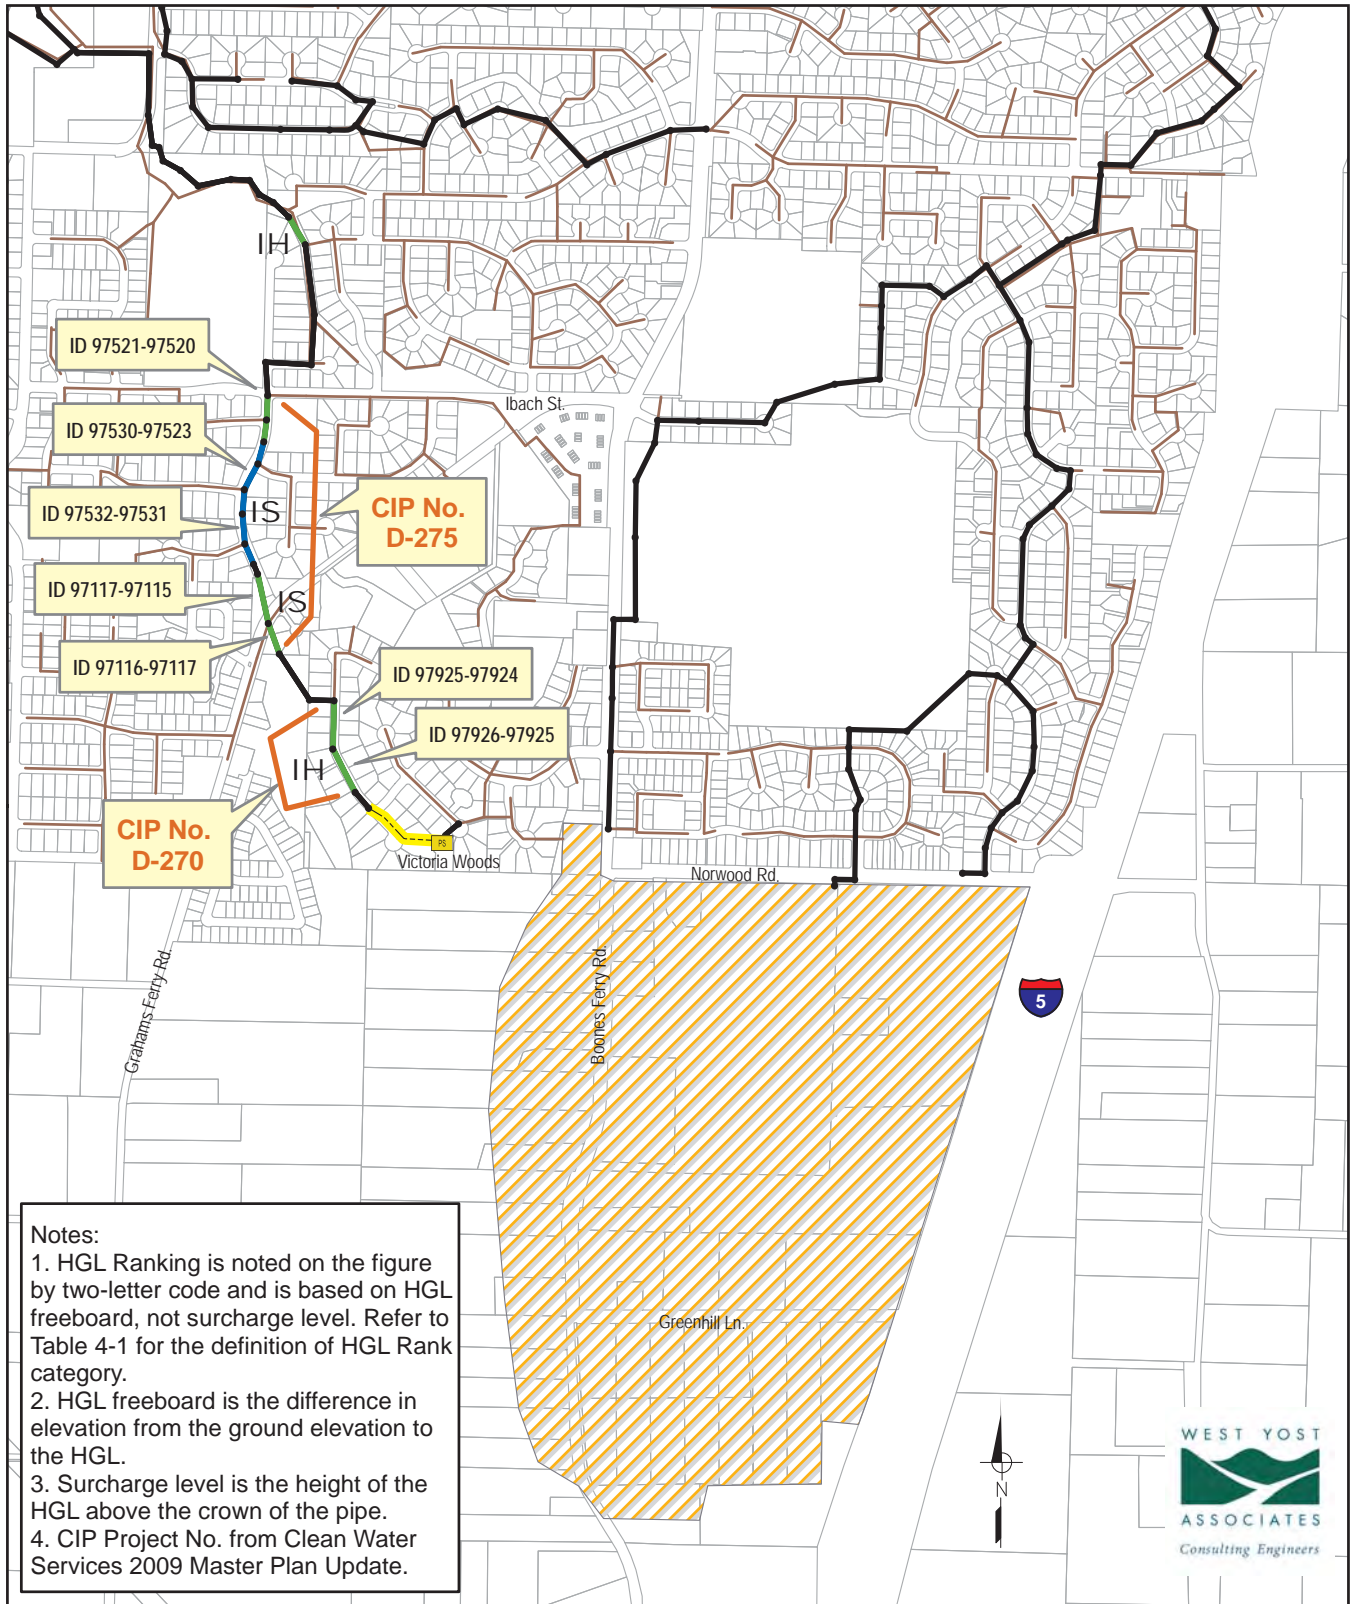 IH
ID 97521-97520
Ibach St.
ID 97530-97523
IS
CIP No.
D-275
ID 97532-97531
ID 97117-97115
IS
ID 97116-97117
ID 97925-97924
ID 97926-97925
IH
CIP No.
D-270
PS
Victoria Woods
Norwood Rd.
Grahams Ferry Rd.
Boones Ferry Rd.
5
Greenhill Ln.
Notes:
1. HGL Ranking is noted on the figure
by two-letter code and is based on HGL
freeboard, not surcharge level. Refer to
Table 4-1 for the definition of HGL Rank
category.
2. HGL freeboard is the difference in
elevation from the ground elevation to
the HGL.
3. Surcharge level is the height of the
HGL above the crown of the pipe.
4. CIP Project No. from Clean Water
Services 2009 Master Plan Update.
N
WEST YOST
ASSOCIATES
Consulting Engineers